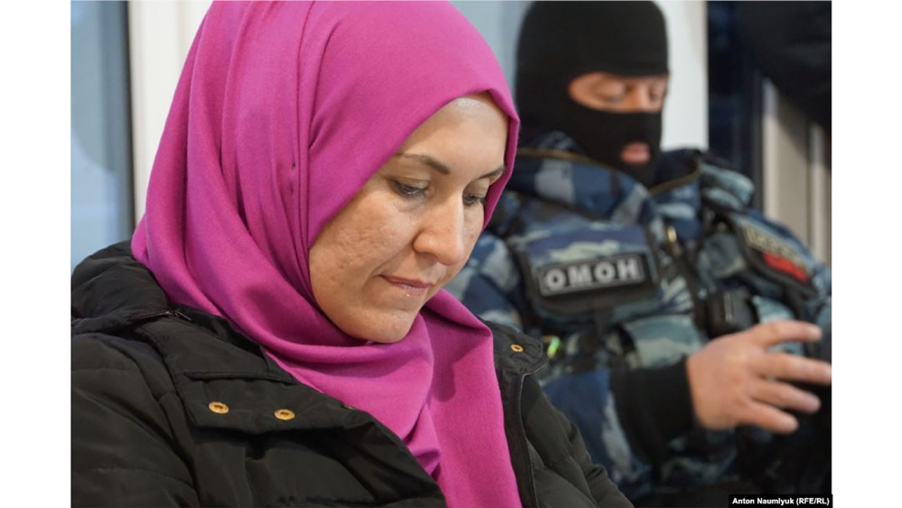 ОМОН
Anton Naumlyuk (RFE/RL)